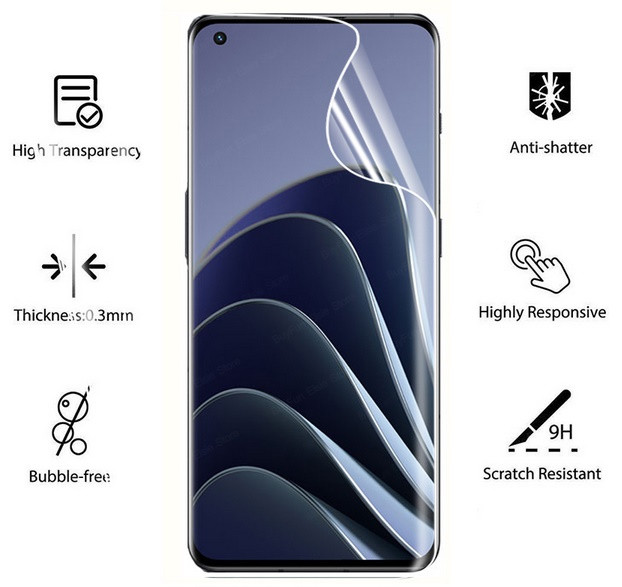 High Transparency
Anti-shatter
Thickness:0.3mm
Highly Responsive
Bubble-free
9H
Scratch Resistant